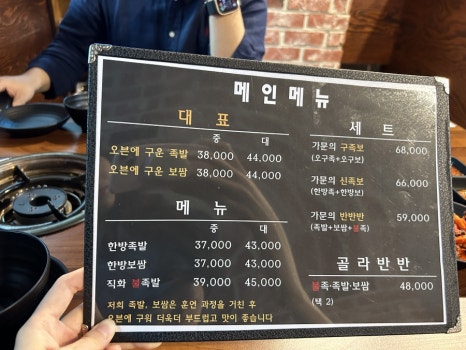 메인메뉴
대 표
중 대
오븐에 구운 족발 38,000 44,000
오븐에 구운 보쌈 38,000 44,000
메 뉴
중 대
한방족발 37,000 43,000
한방보쌈 37,000 43,000
직화 불족발 39,000 45,000
저희 족발, 보쌈은 훈연 과정을 거친 후
오븐에 구워 더욱더 부드럽고 맛이 좋습니다
세 트
가문의 구족보 68,000
(오구족+오구보)
가문의 신족보 66,000
(한방족+한방보)
가문의 반반반 59,000
(족발+보쌈+불족)
골라반반
불족·족발·보쌈 48,000
(택 2)